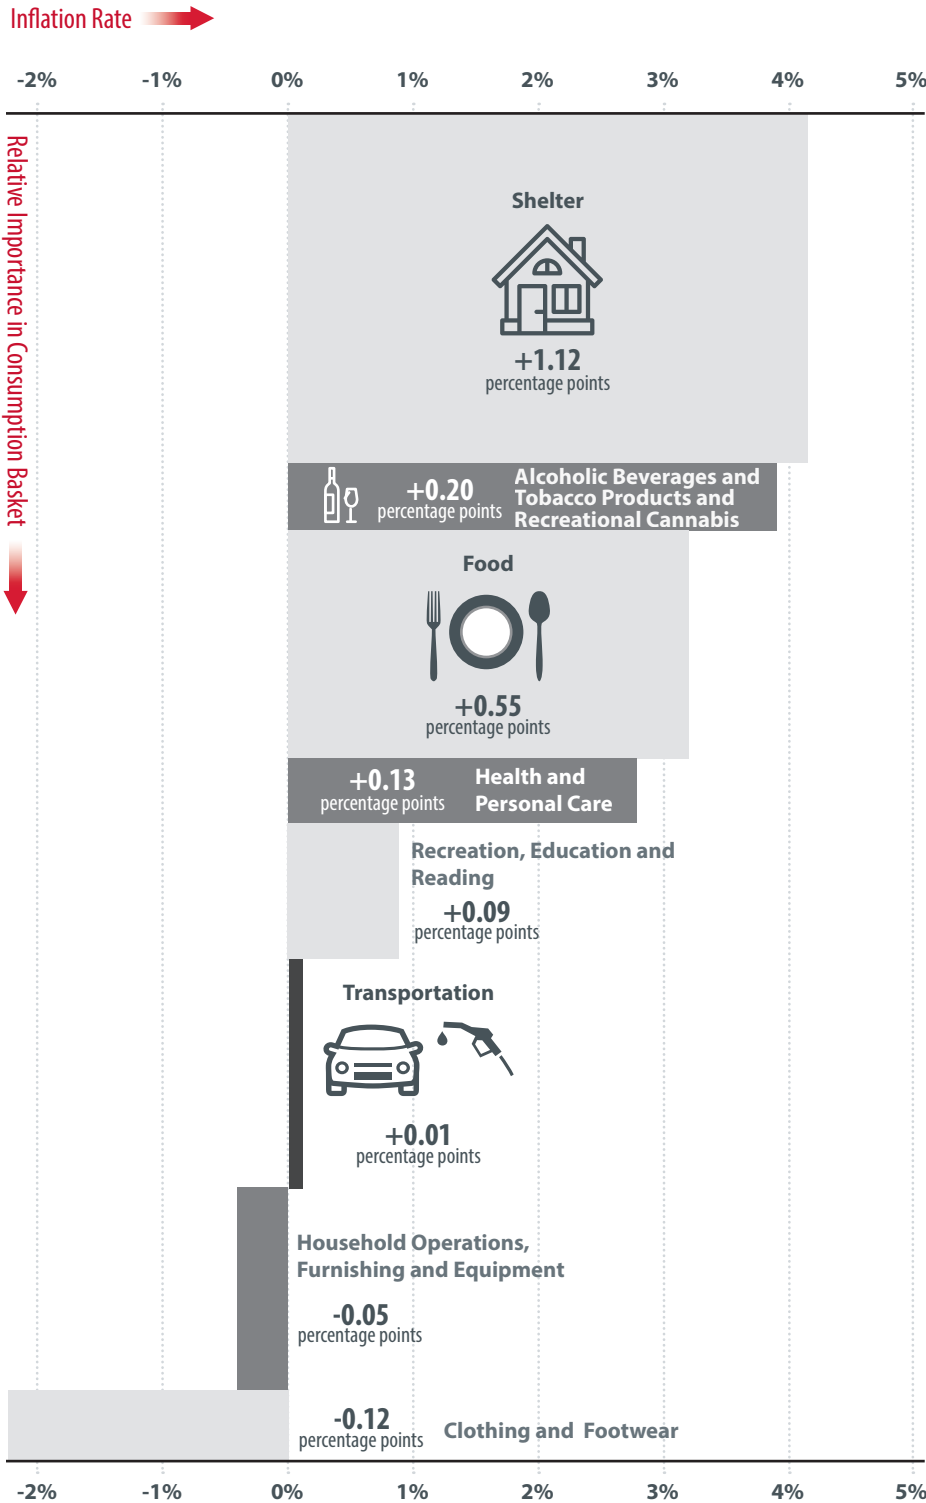 Inflation Rate
-2% -1% 0% 1% 2% 3% 4% 5%
Relative Importance in Consumption Basket
Shelter
+1.12
percentage points
+0.20
percentage points
Alcoholic Beverages and
Tobacco Products and
Recreational Cannabis
Food
+0.55
percentage points
+0.13
percentage points
Health and
Personal Care
Recreation, Education and
Reading
+0.09
percentage points
Transportation
+0.01
percentage points
Household Operations,
Furnishing and Equipment
-0.05
percentage points
-0.12
percentage points
Clothing and Footwear
-2% -1% 0% 1% 2% 3% 4% 5%